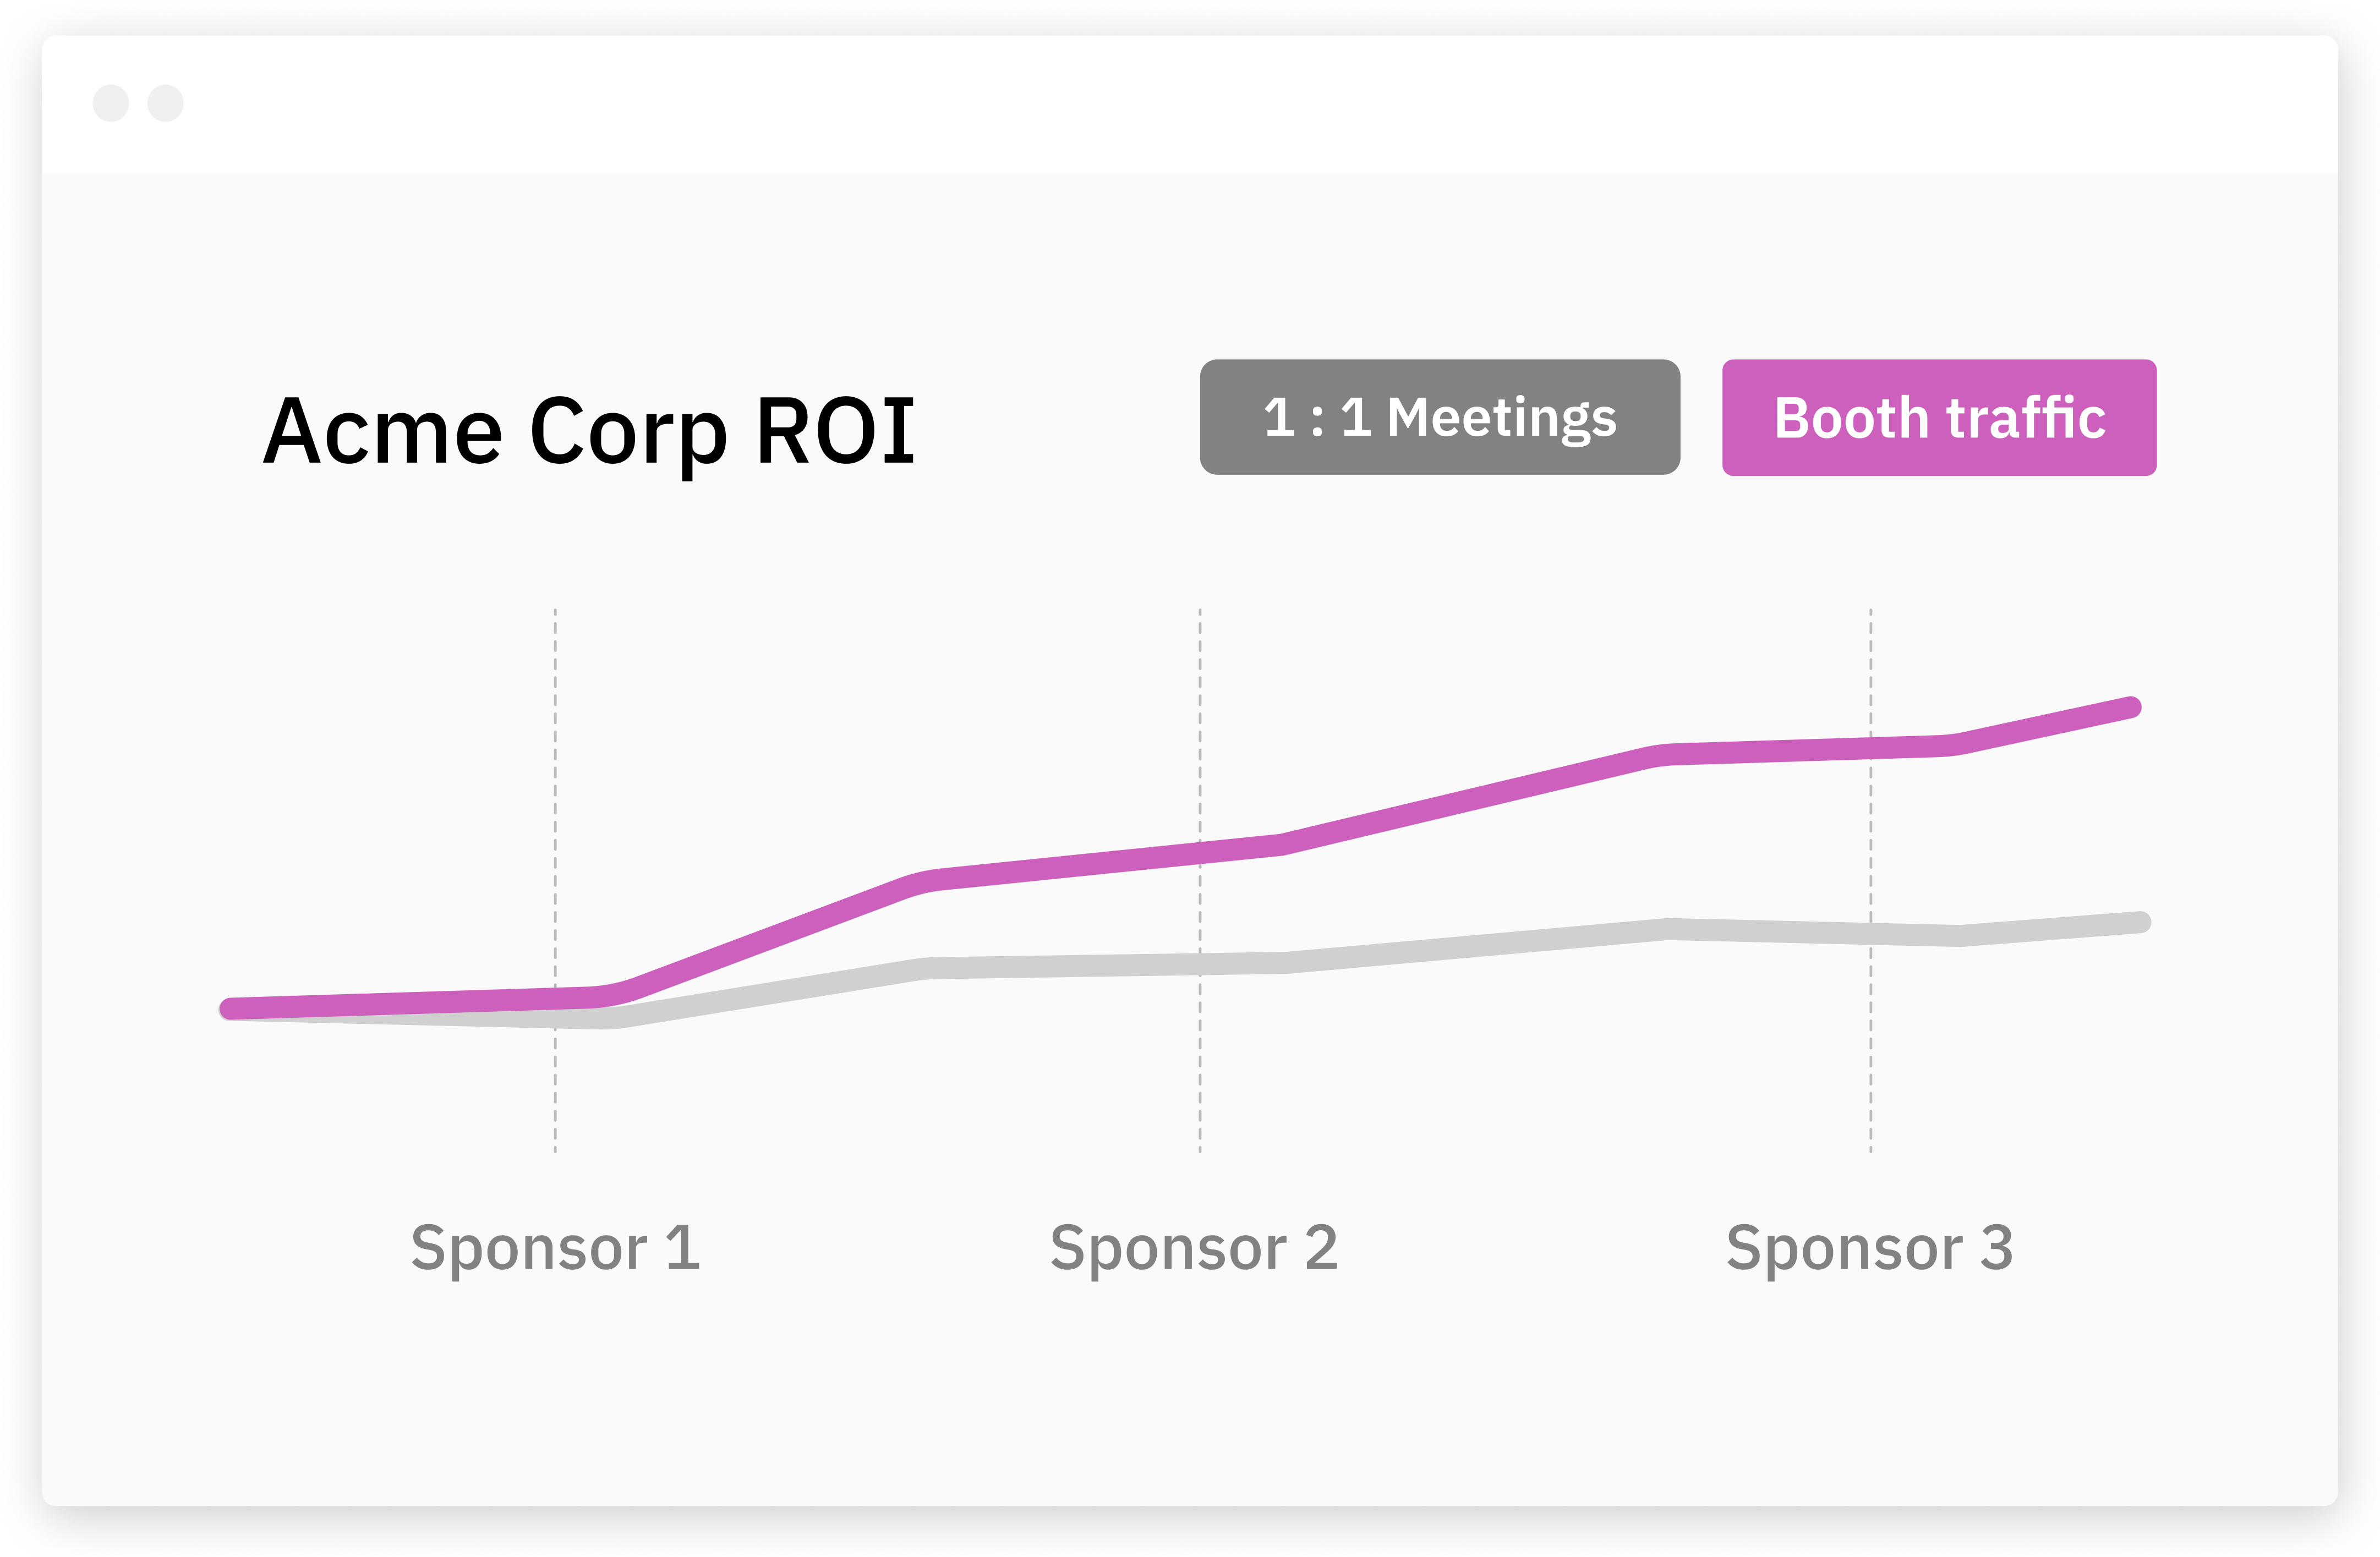 Acme Corp ROI
1 : 1 Meetings
Booth traffic
Sponsor 1
Sponsor 2
Sponsor 3